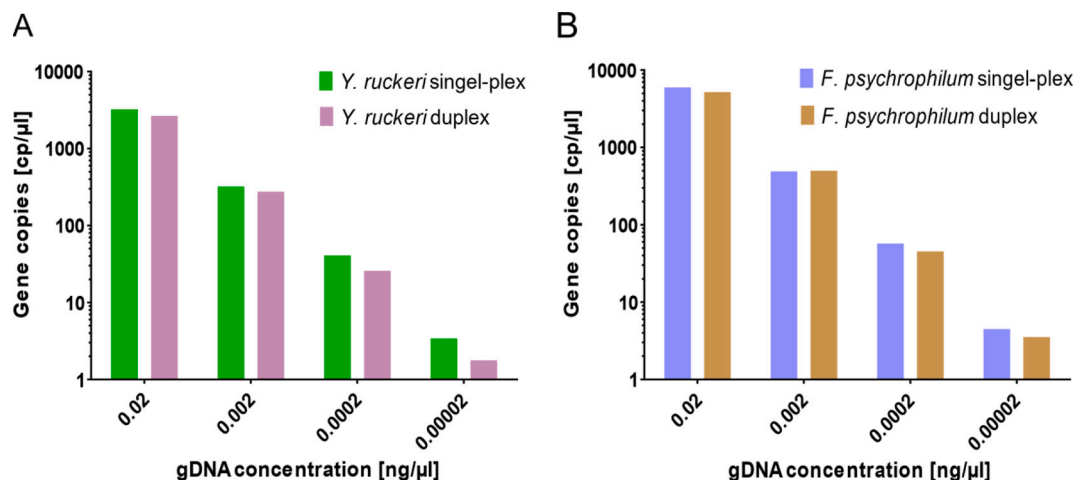 A
Gene copies [cp/µl]
10000
1000
100
10
1
Y. ruckeri singel-plex
Y. ruckeri duplex
0.02
0.002
0.0002
0.00002
gDNA concentration [ng/µl]
B
Gene copies [cp/µl]
10000
1000
100
10
1
F. psychrophilum singel-plex
F. psychrophilum duplex
0.02
0.002
0.0002
0.00002
gDNA concentration [ng/µl]